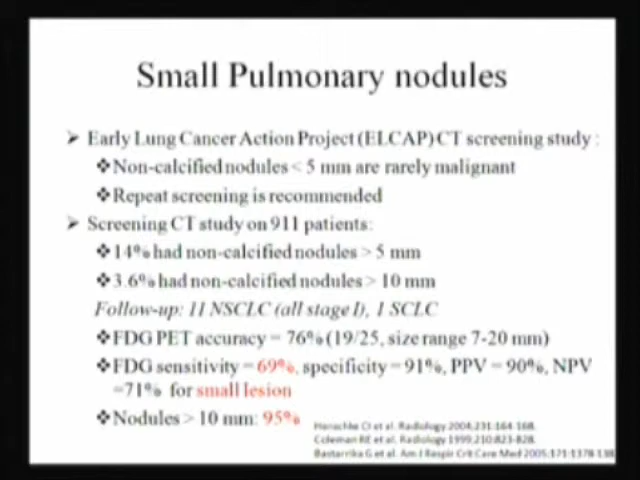 Small Pulmonary nodules
➢ Early Lung Cancer Action Project (ELCAP) CT screening study :
❖Non-calcified nodules < 5 mm are rarely malignant
❖Repeat screening is recommended
➢ Screening CT study on 911 patients:
❖14% had non-calcified nodules > 5 mm
❖3.6% had non-calcified nodules > 10 mm
Follow-up: 11 NSCLC (all stage I), 1 SCLC
❖FDG PET accuracy = 76% (19/25, size range 7-20 mm)
❖FDG sensitivity = 69%, specificity = 91%, PPV = 90%, NPV
=71% for small lesion
❖Nodules > 10 mm: 95%
Henschke CI et al. Radiology 2004;231:164-168.
Coleman RE et al. Radiology 1999;210:823-828.
Bastarrika G et al. Am J Respir Crit Care Med 2005;171:1378-138